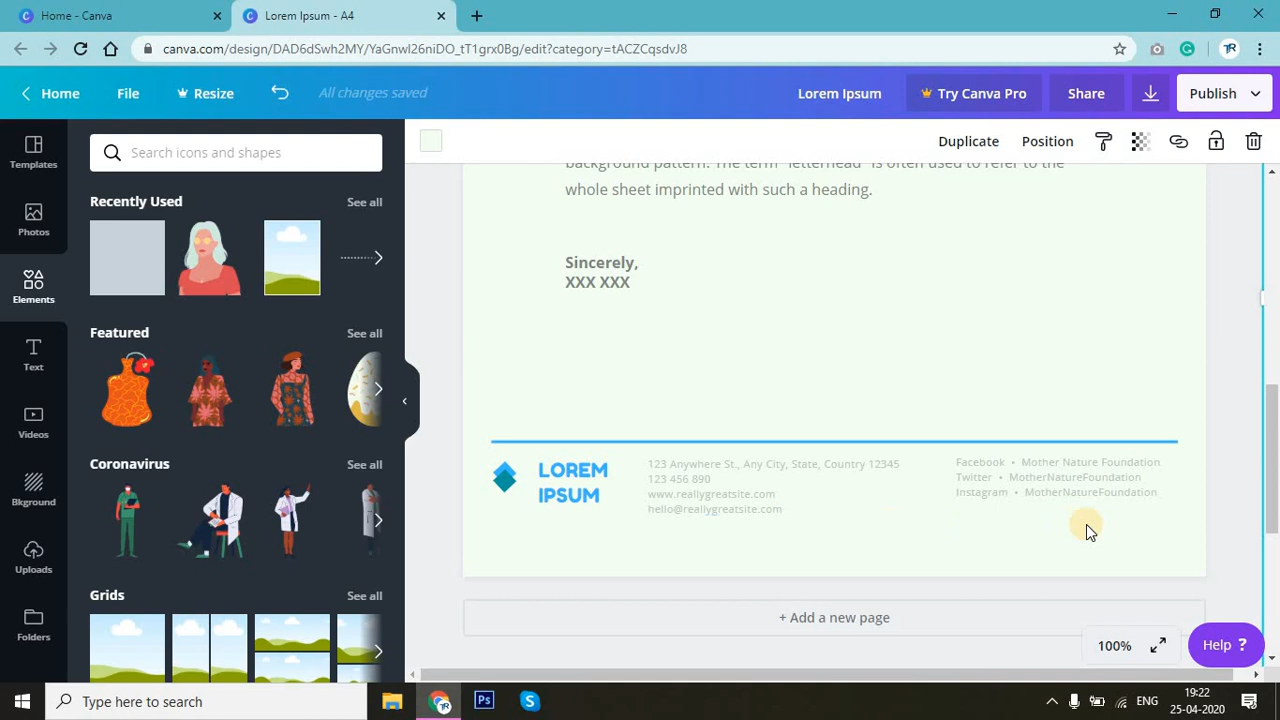 Home - Canva
Lorem Ipsum - A4
canva.com/design/DAD6dSwh2MY/YaGnwl26niDO_tT1grx0Bg/edit?category=tACZCqsdvJ8
Home
File
Resize
All changes saved
Lorem Ipsum
Try Canva Pro
Share
Publish
Templates
Photos
Elements
Text
Videos
Bkground
Uploads
Folders
Search icons and shapes
Recently Used
See all
Featured
See all
Coronavirus
See all
Grids
See all
Duplicate
Position
background pattern. The term "letterhead" is often used to refer to the
whole sheet imprinted with such a heading.
Sincerely,
XXX XXX
LOREM
IPSUM
123 Anywhere St., Any City, State, Country 12345
123 456 890
www.reallygreatsite.com
hello@reallygreatsite.com
Facebook • Mother Nature Foundation
Twitter • MotherNatureFoundation
Instagram • MotherNatureFoundation
+ Add a new page
100%
Help ?
Type here to search
Ps
ENG
19:22
25-04-2020